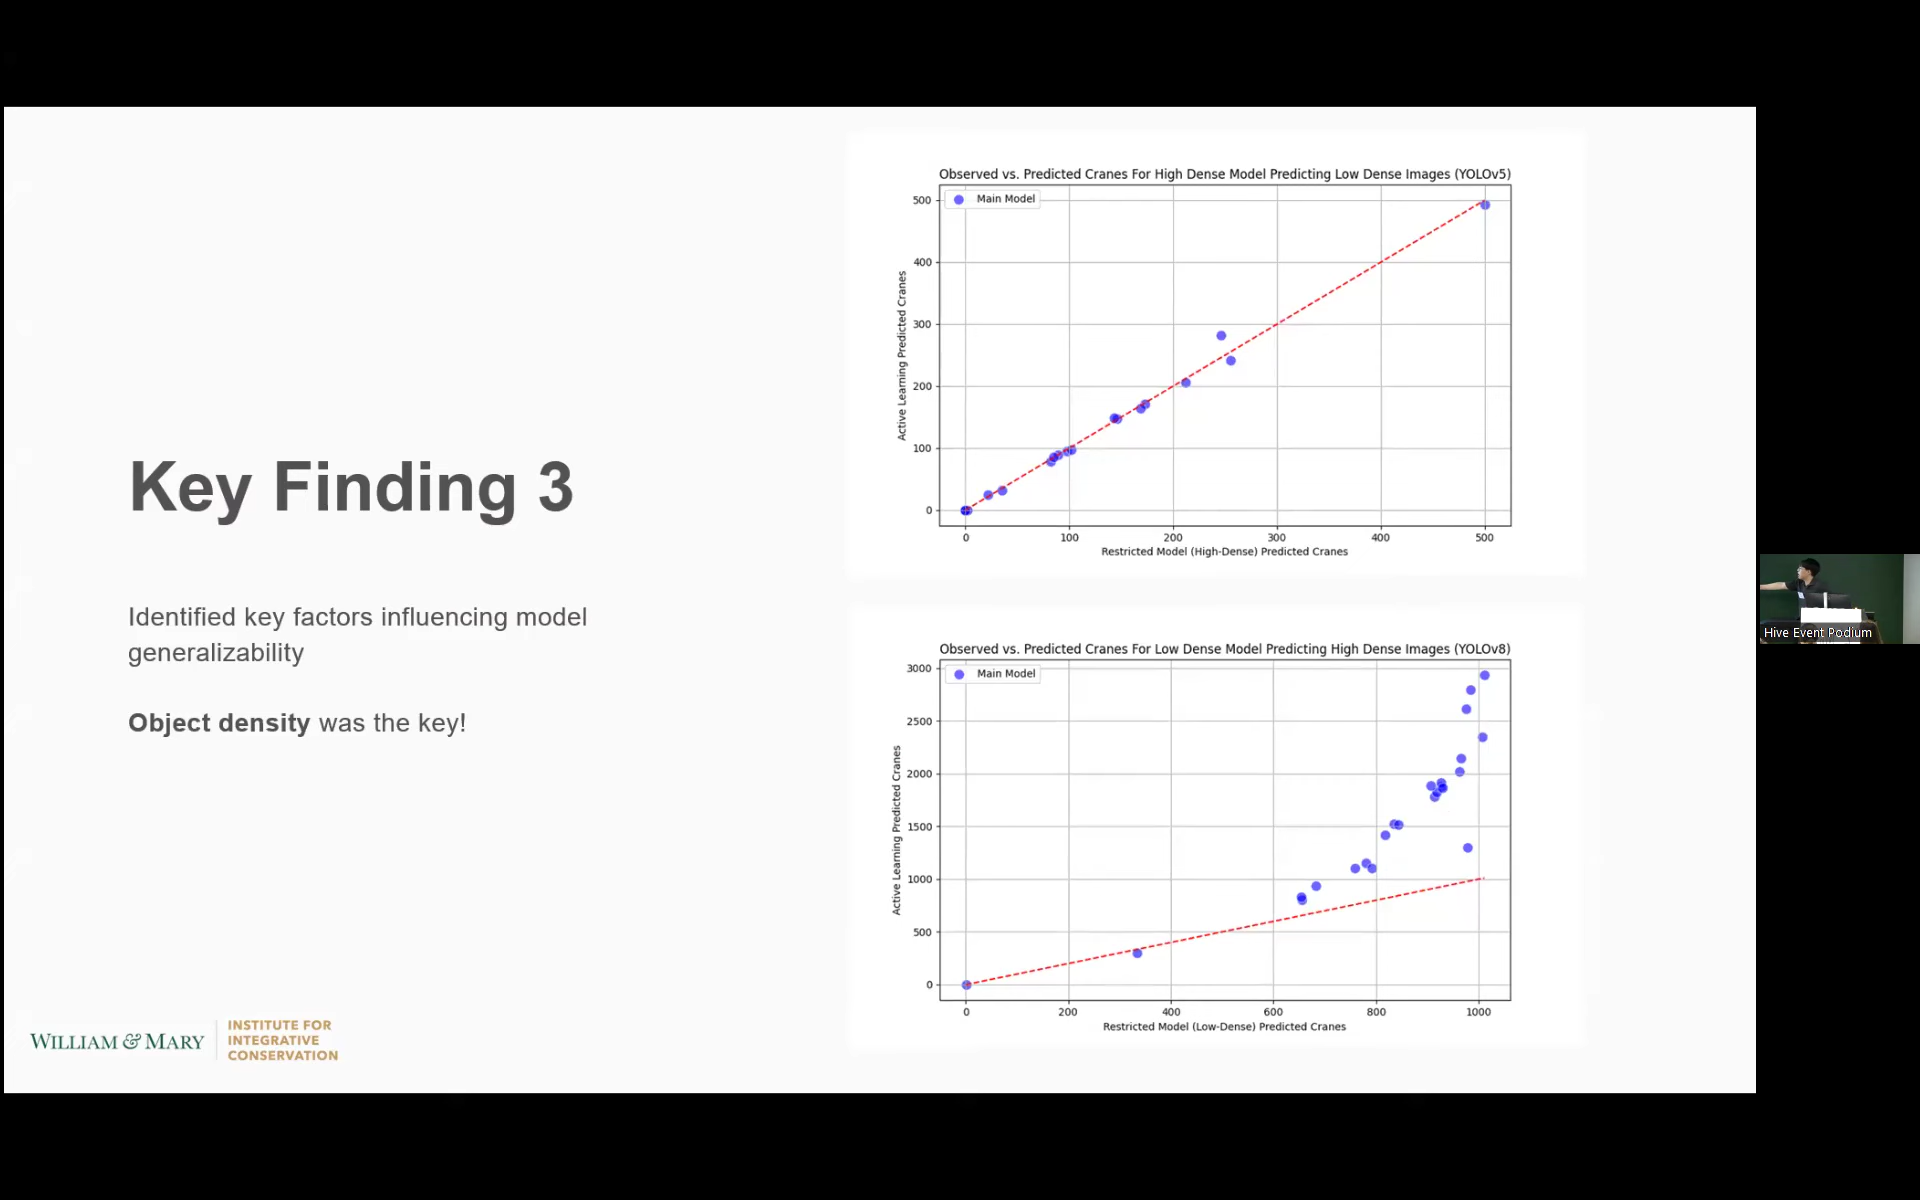 Key Finding 3
Identified key factors influencing model
generalizability
Object density was the key!
WILLIAM & MARY
INSTITUTE FOR
INTEGRATIVE
CONSERVATION
Observed vs. Predicted Cranes For High Dense Model Predicting Low Dense Images (YOLOv5)
Main Model
500
400
300
200
100
0
Active Learning Predicted Cranes
0 100 200 300 400 500
Restricted Model (High-Dense) Predicted Cranes
Observed vs. Predicted Cranes For Low Dense Model Predicting High Dense Images (YOLOv8)
Main Model
3000
2500
2000
1500
1000
500
0
Active Learning Predicted Cranes
0 200 400 600 800 1000
Restricted Model (Low-Dense) Predicted Cranes
Hive Event Podium